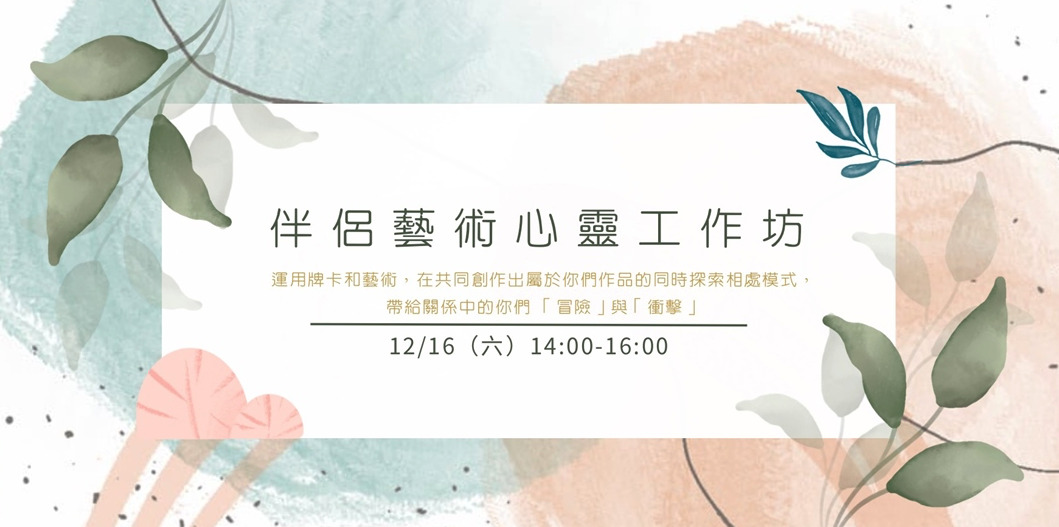 伴侶藝術心靈工作坊
運用牌卡和藝術，在共同創作出屬於你們作品的同時探索相處模式，
帶給關係中的你們「冒險」與「衝擊」
12/16（六）14:00-16:00